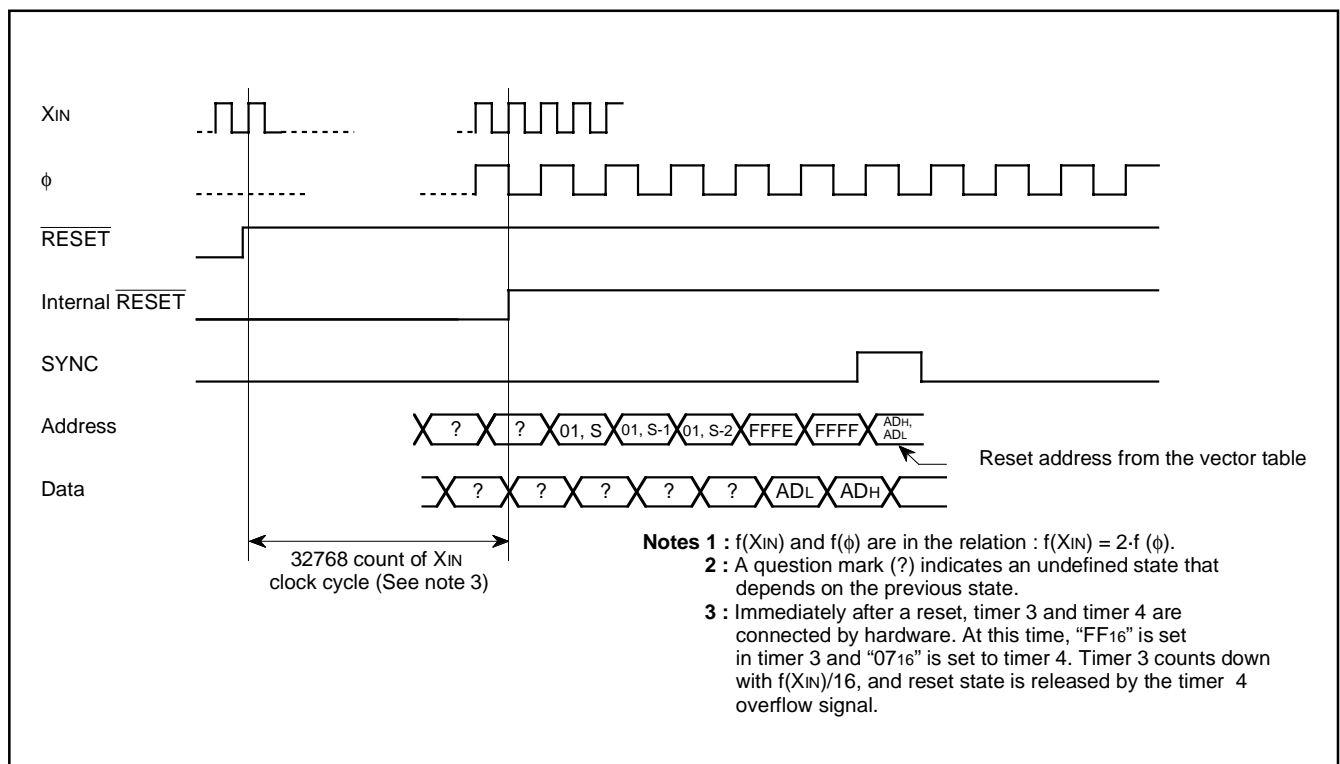 XIN
ϕ
RESET
Internal RESET
SYNC
Address
? ? 01, S 01, S-1 01, S-2 FFFE FFFF ADH, ADL
Reset address from the vector table
Data
? ? ? ? ? ADL ADH
32768 count of XIN
clock cycle (See note 3)
Notes 1 : f(XIN) and f(ϕ) are in the relation : f(XIN) = 2·f (ϕ).
2 : A question mark (?) indicates an undefined state that
depends on the previous state.
3 : Immediately after a reset, timer 3 and timer 4 are
connected by hardware. At this time, “FF16” is set
in timer 3 and “0716” is set to timer 4. Timer 3 counts down
with f(XIN)/16, and reset state is released by the timer 4
overflow signal.